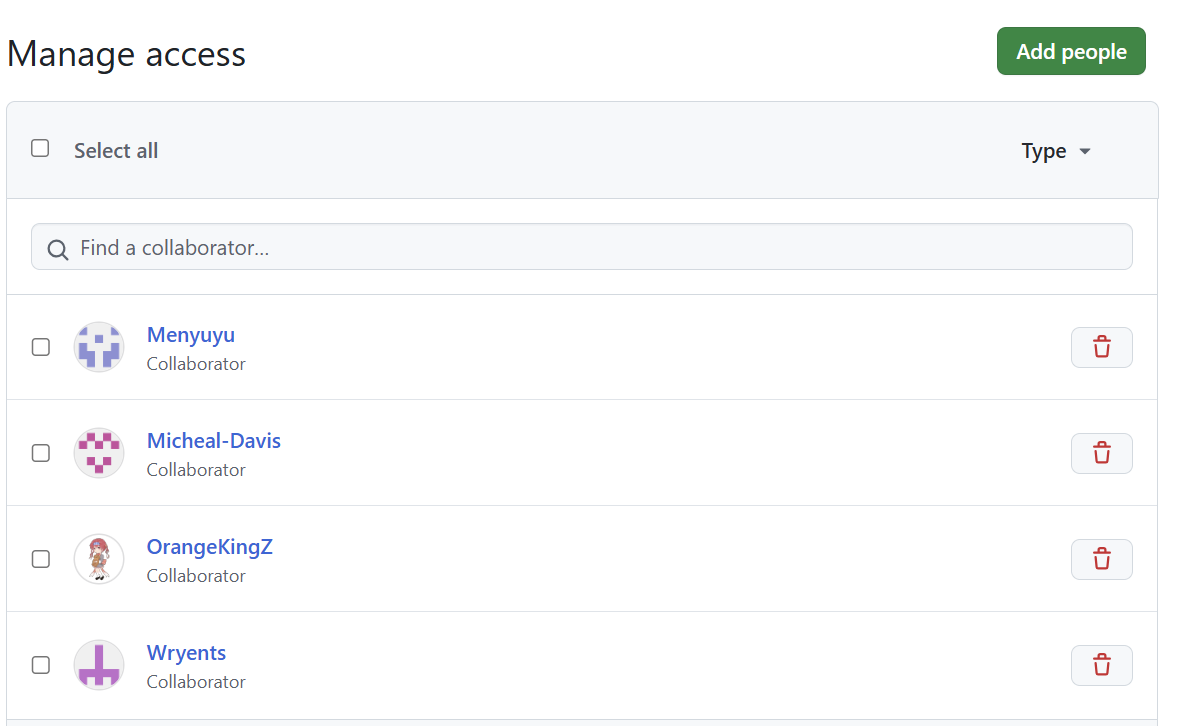 Manage access
Add people
Select all
Type
Find a collaborator...
Menyuyu
Collaborator
Micheal-Davis
Collaborator
OrangeKingZ
Collaborator
Wryents
Collaborator